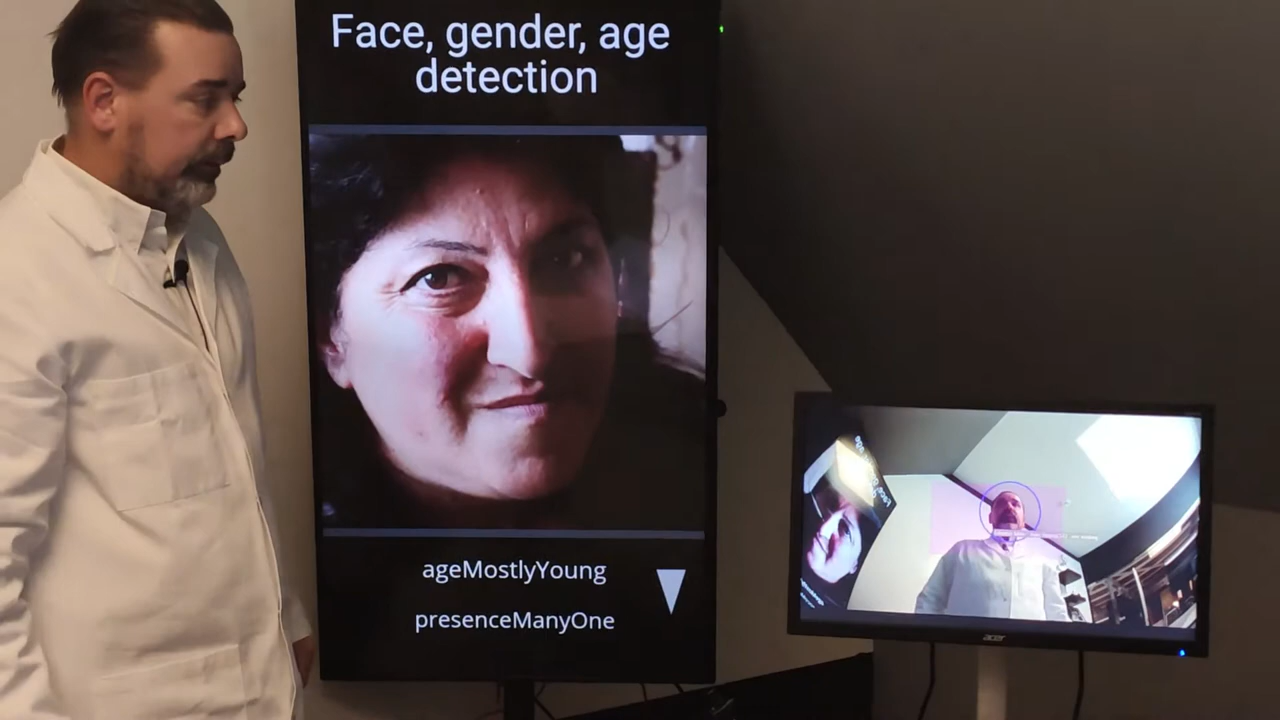 Face, gender, age
detection
ageMostlyYoung
presenceManyOne
acer